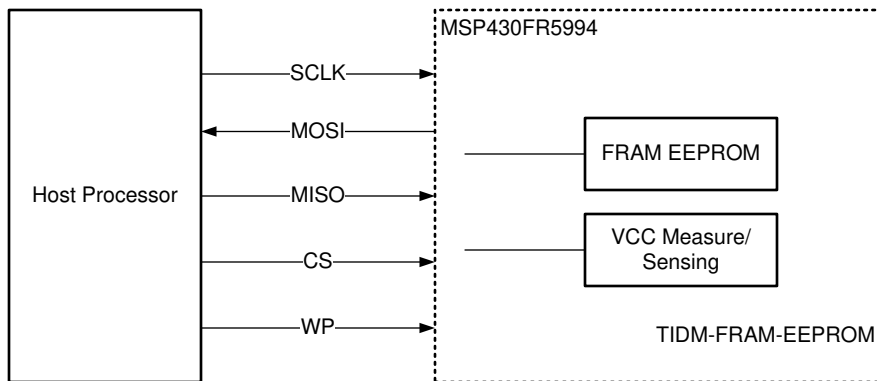 MSP430FR5994
SCLK
MOSI
FRAM EEPROM
Host Processor
MISO
VCC Measure/
Sensing
CS
WP
TIDM-FRAM-EEPROM